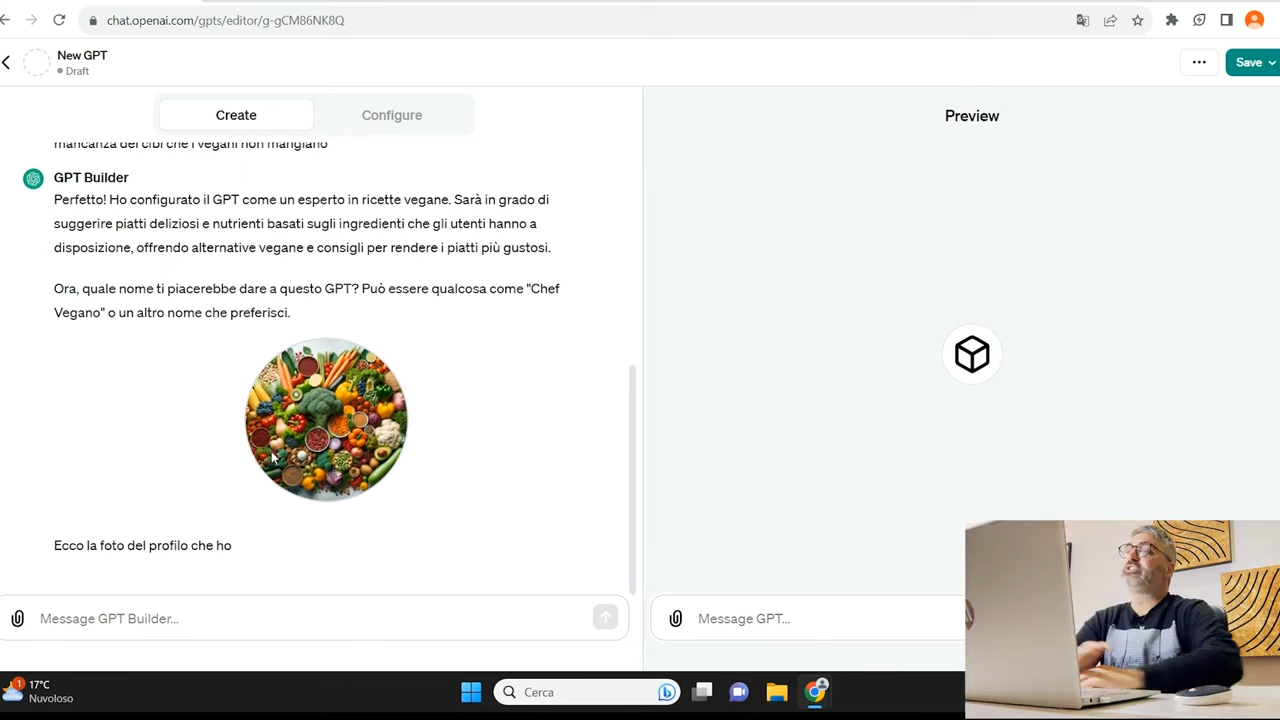 chat.openai.com/gpts/editor/g-gCM86NK8Q
New GPT
Draft
Save
Create
Configure
Preview
mancanza dei cibi che i vegani non mangiano
GPT Builder
Perfetto! Ho configurato il GPT come un esperto in ricette vegane. Sarà in grado di
suggerire piatti deliziosi e nutrienti basati sugli ingredienti che gli utenti hanno a
disposizione, offrendo alternative vegane e consigli per rendere i piatti più gustosi.
Ora, quale nome ti piacerebbe dare a questo GPT? Può essere qualcosa come "Chef
Vegano" o un altro nome che preferisci.
Ecco la foto del profilo che ho
Message GPT Builder...
Message GPT...
1
17°C
Nuvoloso
Cerca